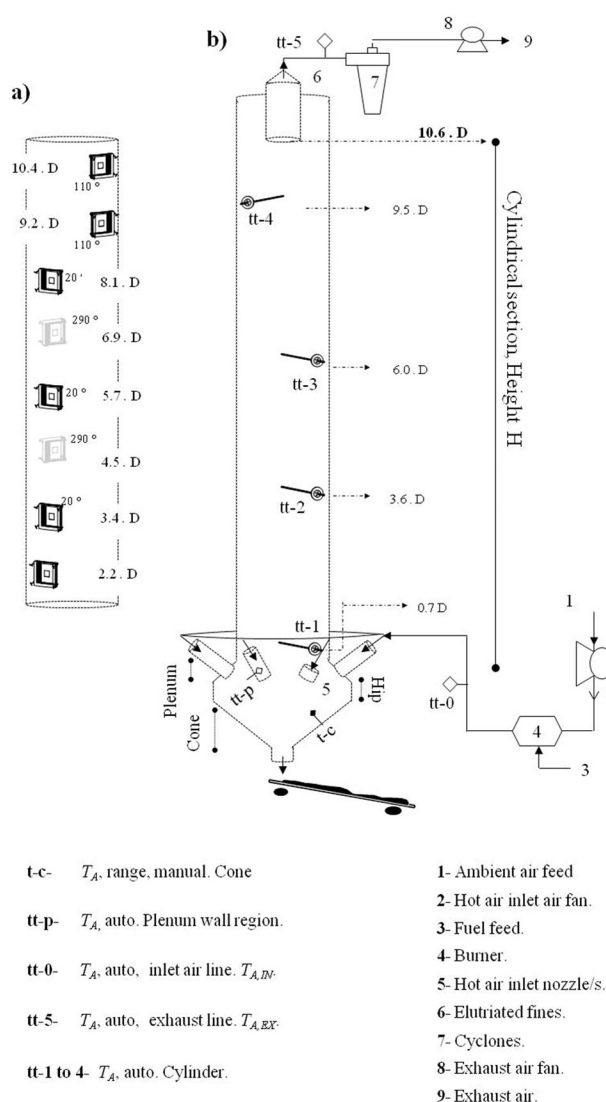 a)
10.4 . D
110 °
9.2 . D
110 °
20 '
8.1 . D
290 °
6.9 . D
20 °
5.7 . D
290 °
4.5 . D
20 °
3.4 . D
2.2 . D
b)
tt-5
6
7
8
9
10.6 . D
tt-4
9.5 . D
Cylindrical section, Height H
tt-3
6.0 . D
tt-2
3.6 . D
tt-1
0.7 D
1
Plenum
tt-p
5
Hip
tt-0
Cone
t-c
4
3
t-c- T_A, range, manual. Cone
tt-p- T_A, auto. Plenum wall region.
tt-0- T_A, auto, inlet air line. T_A,IN.
tt-5- T_A, auto, exhaust line. T_A,EX.
tt-1 to 4- T_A, auto. Cylinder.
1- Ambient air feed
2- Hot air inlet air fan.
3- Fuel feed.
4- Burner.
5- Hot air inlet nozzle/s.
6- Elutriated fines.
7- Cyclones.
8- Exhaust air fan.
9- Exhaust air.